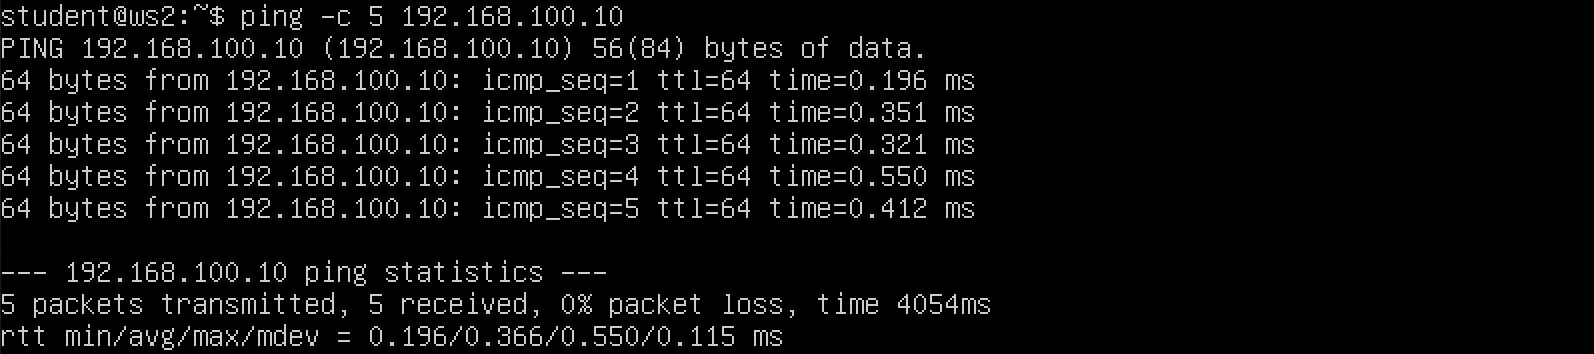 student@ws2:~$ ping -c 5 192.168.100.10
PING 192.168.100.10 (192.168.100.10) 56(84) bytes of data.
64 bytes from 192.168.100.10: icmp_seq=1 ttl=64 time=0.196 ms
64 bytes from 192.168.100.10: icmp_seq=2 ttl=64 time=0.351 ms
64 bytes from 192.168.100.10: icmp_seq=3 ttl=64 time=0.321 ms
64 bytes from 192.168.100.10: icmp_seq=4 ttl=64 time=0.550 ms
64 bytes from 192.168.100.10: icmp_seq=5 ttl=64 time=0.412 ms
--- 192.168.100.10 ping statistics ---
5 packets transmitted, 5 received, 0% packet loss, time 4054ms
rtt min/avg/max/mdev = 0.196/0.366/0.550/0.115 ms